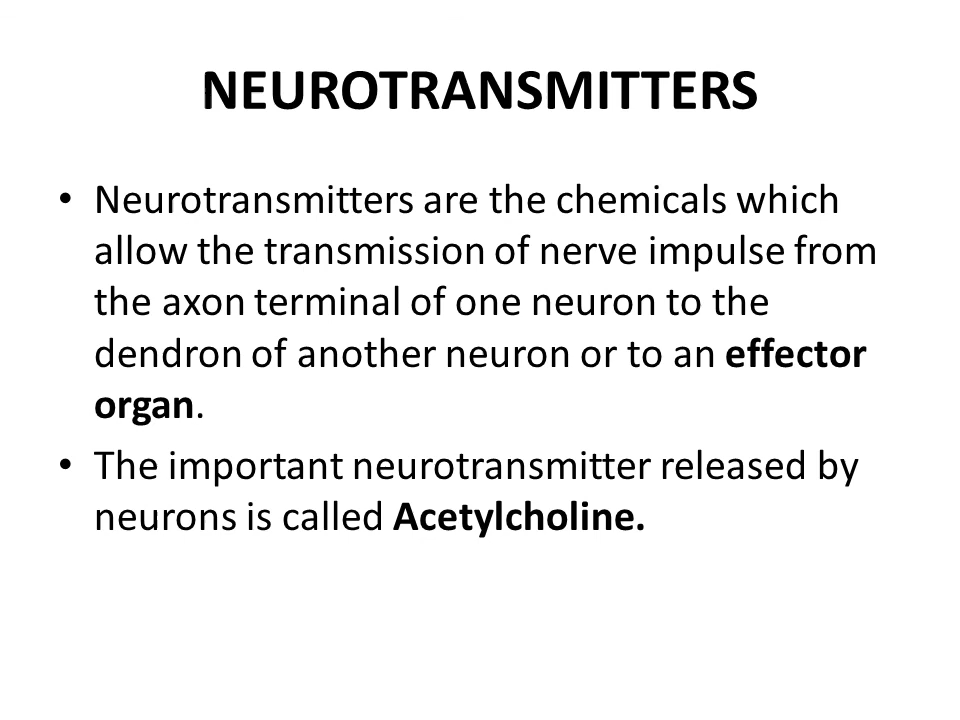 NEUROTRANSMITTERS
• Neurotransmitters are the chemicals which
allow the transmission of nerve impulse from
the axon terminal of one neuron to the
dendron of another neuron or to an effector
organ.
• The important neurotransmitter released by
neurons is called Acetylcholine.